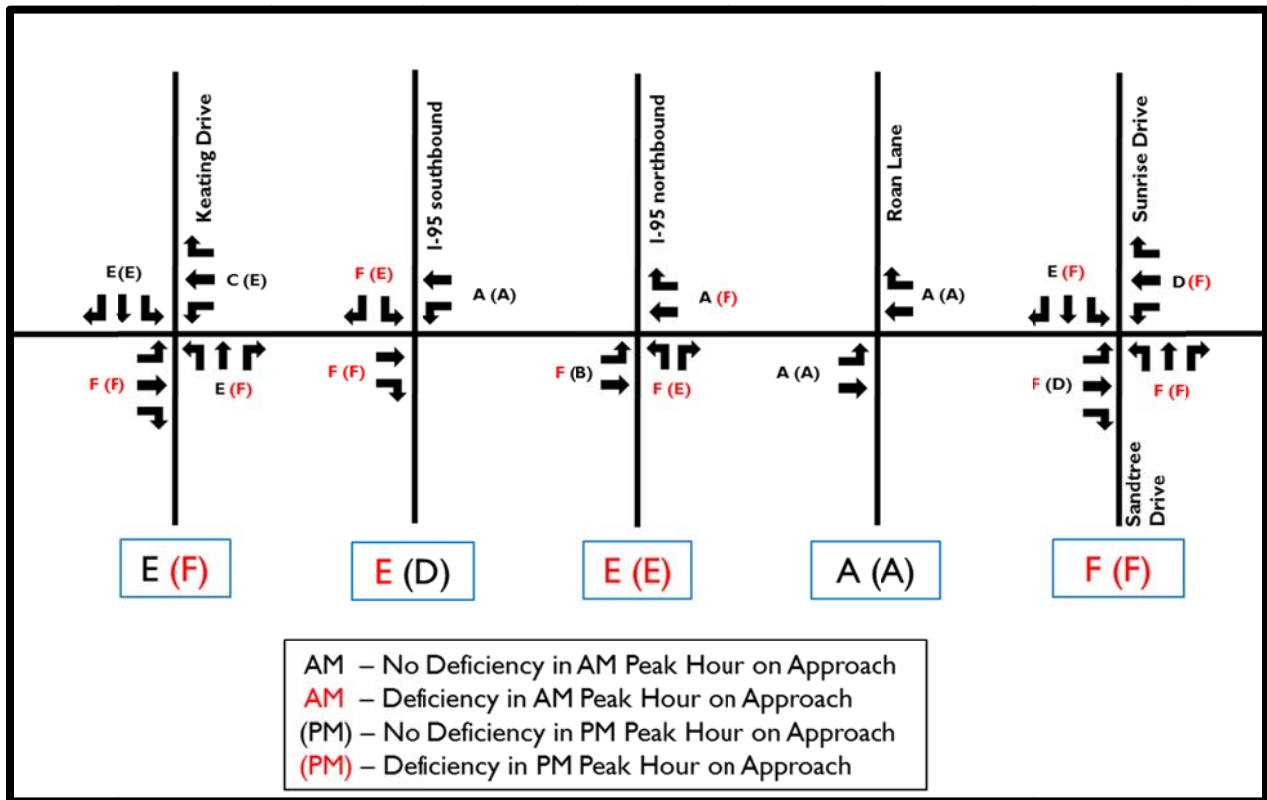 Keating Drive
I-95 southbound
I-95 northbound
Roan Lane
Sunrise Drive
E (E)
C (E)
F (E)
A (A)
A (F)
A (A)
E (F)
D (F)
F (F)
E (F)
F (F)
F (B)
F (E)
A (A)
F (D)
F (F)
Sandtree
Drive
E (F)
E (D)
E (E)
A (A)
F (F)
AM – No Deficiency in AM Peak Hour on Approach
AM – Deficiency in AM Peak Hour on Approach
(PM) – No Deficiency in PM Peak Hour on Approach
(PM) – Deficiency in PM Peak Hour on Approach